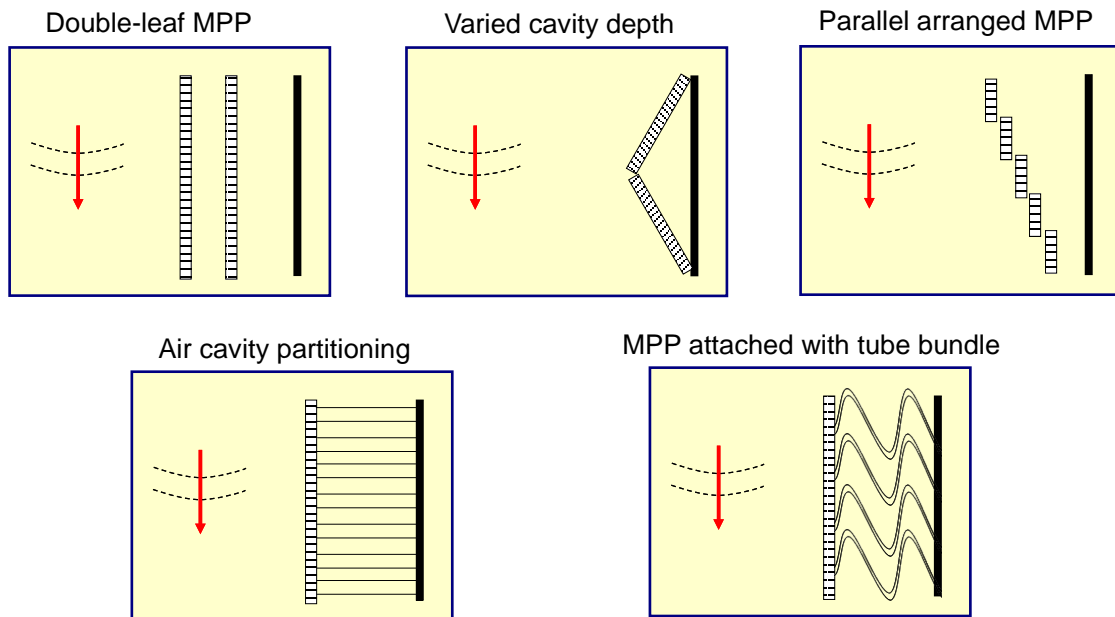 Double-leaf MPP
Varied cavity depth
Parallel arranged MPP
Air cavity partitioning
MPP attached with tube bundle